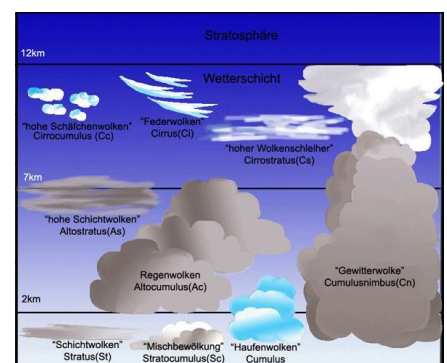 Stratosphäre
12km
Wetterschicht
"hohe Schäfchenwolken"
Cirrocumulus (Cc)
"Federwolken"
Cirrus(Ci)
"hoher Wolkenschleiher"
Cirrostratus(Cs)
7km
"hohe Schichtwolken"
Altostratus(As)
Regenwolken
Altocumulus(Ac)
"Gewitterwolke"
Cumulusnimbus(Cn)
2km
"Schichtwolken"
Stratus(St)
"Mischbewölkung"
Stratocumulus(Sc)
"Haufenwolken"
Cumulus